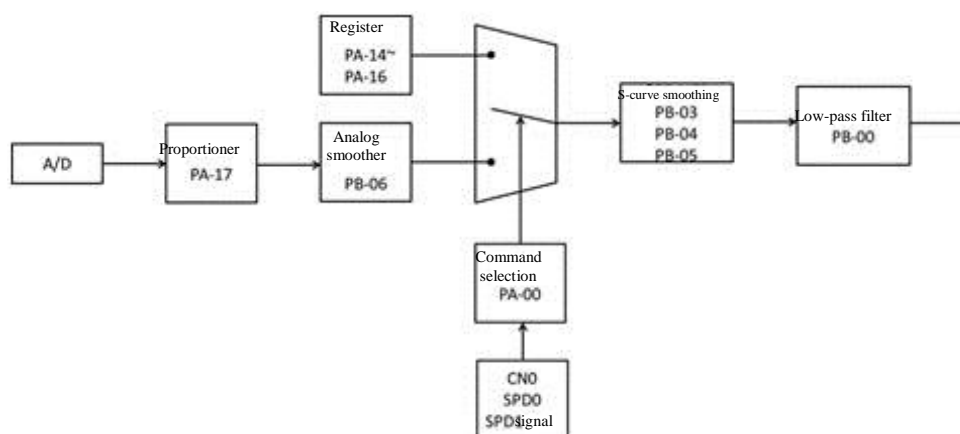 Register
PA-14~
PA-16
A/D
Proportioner
PA-17
Analog
smoother
PB-06
S-curve smoothing
PB-03
PB-04
PB-05
Low-pass filter
PB-00
Command
selection
PA-00
CN0
SPD0
SPD1signal